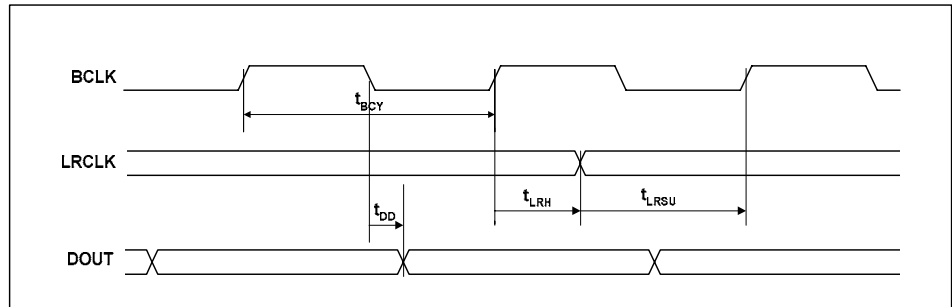 BCLK
tBCY
LRCLK
tLRH
tLRSU
tDD
DOUT